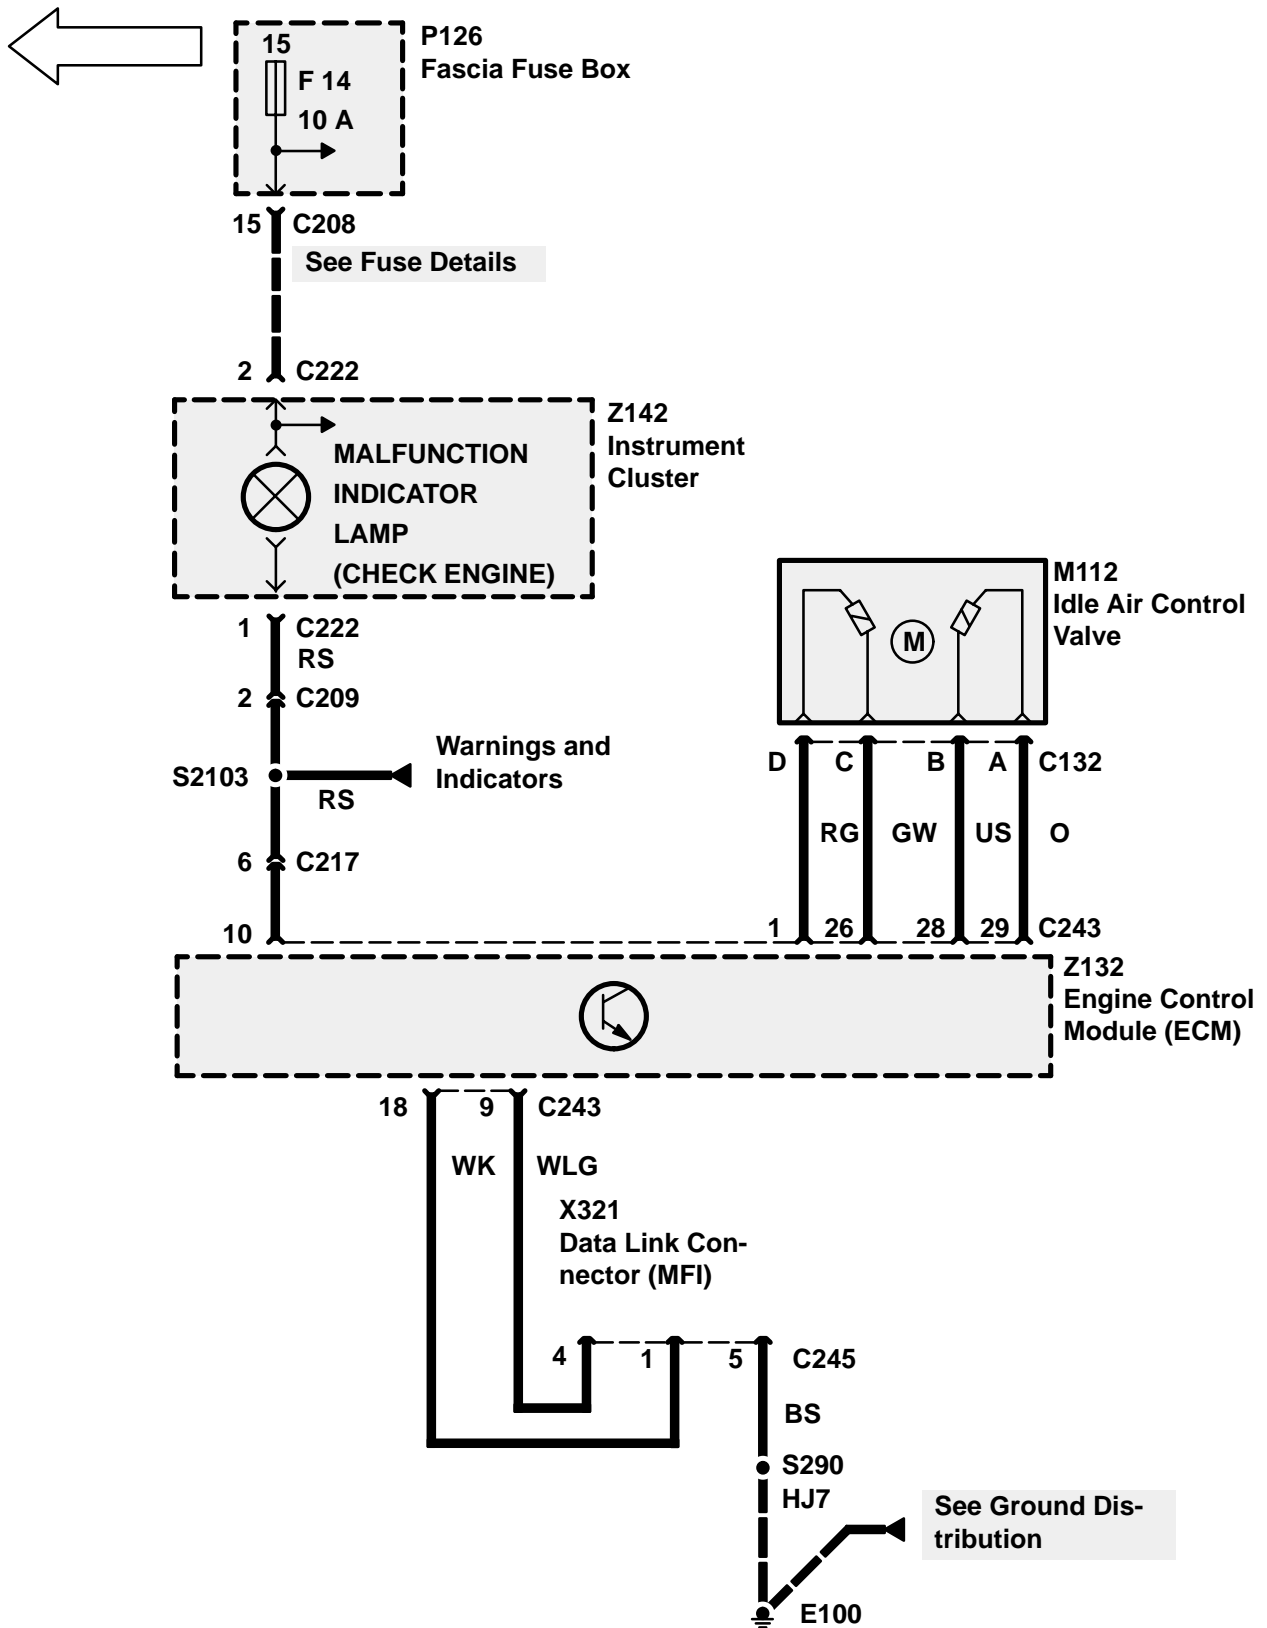 P126
Fascia Fuse Box
15
F 14
10 A
15 C208
See Fuse Details
2 C222
Z142
Instrument
Cluster
MALFUNCTION
INDICATOR
LAMP
(CHECK ENGINE)
M112
Idle Air Control
Valve
M
1 C222
RS
2 C209
Warnings and
Indicators
S2103
RS
D C B A C132
RG GW US O
6 C217
10 1 26 28 29 C243
Z132
Engine Control
Module (ECM)
18 9 C243
WK WLG
X321
Data Link Con-
nector (MFI)
4 1 5 C245
BS
S290
HJ7
See Ground Dis-
tribution
E100